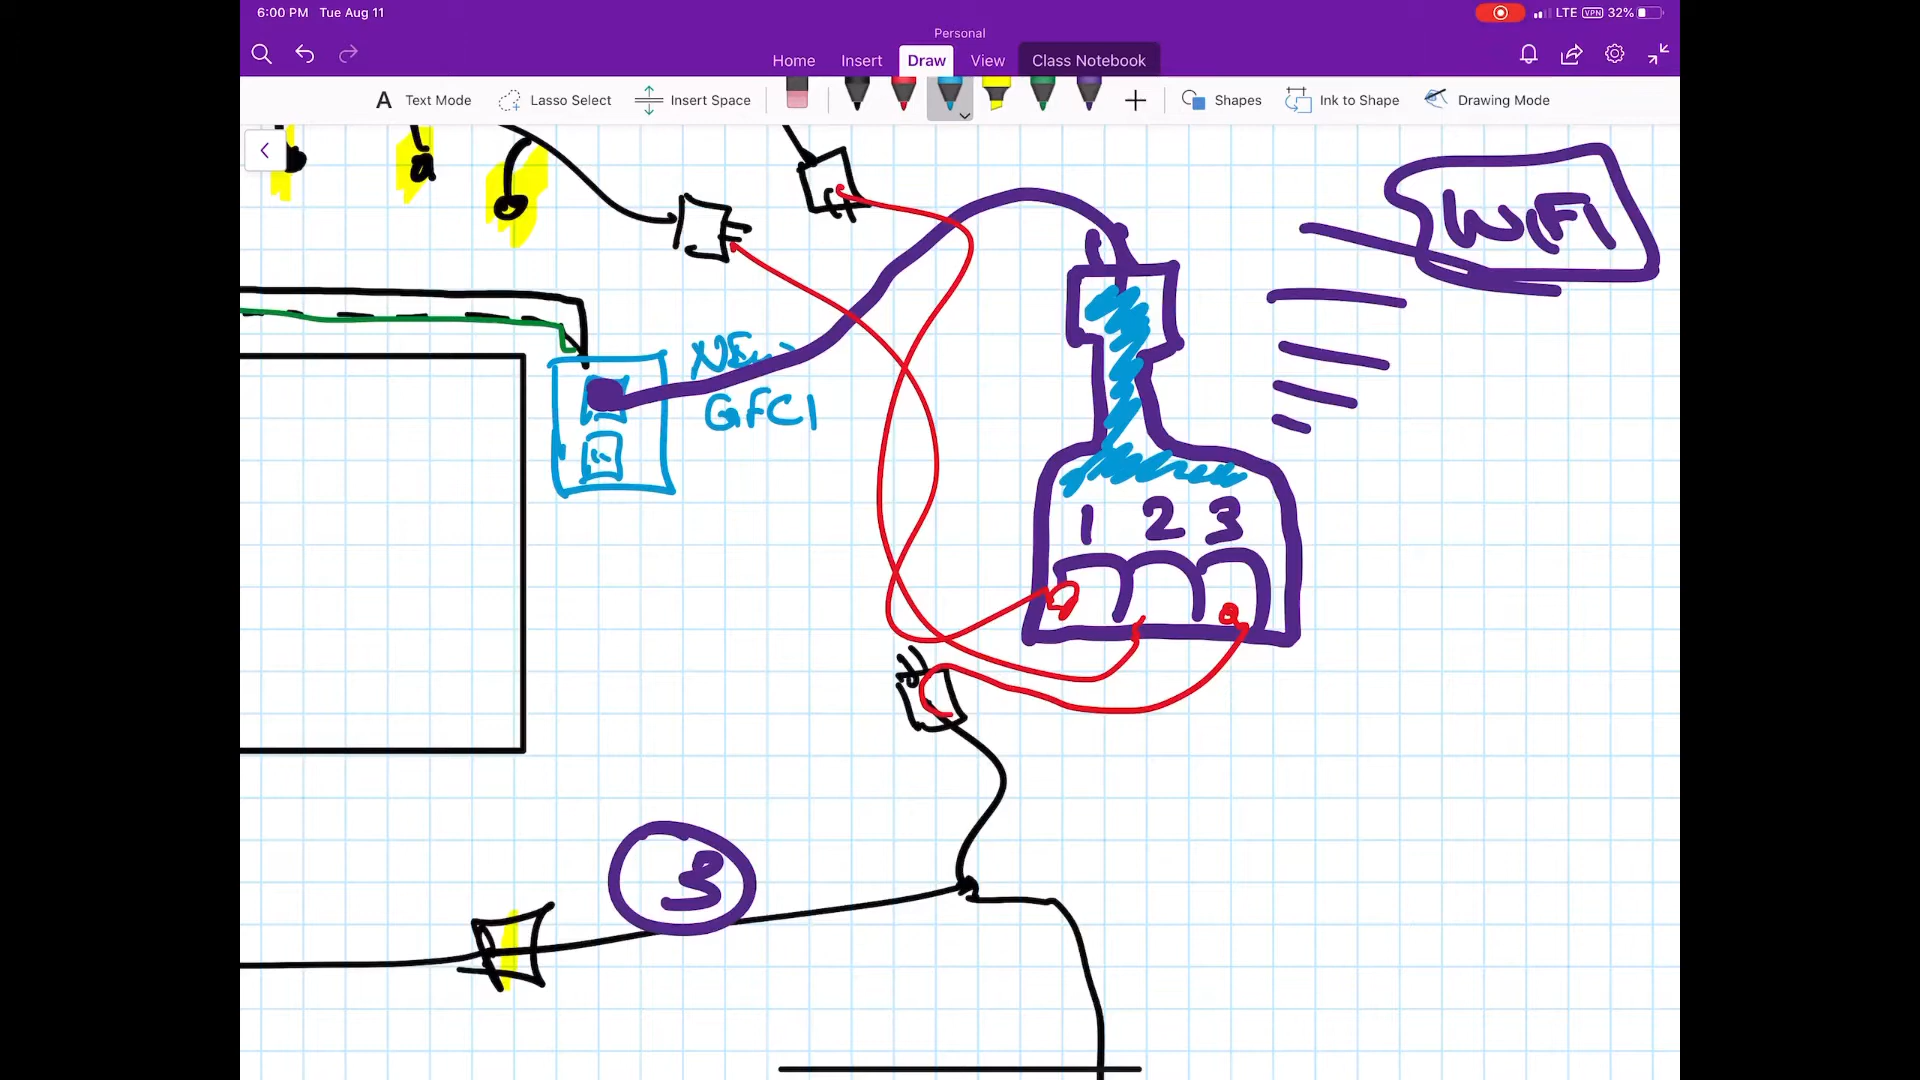 6:00 PM Tue Aug 11
LTE VPN 32%
Personal
Home Insert Draw View Class Notebook
A Text Mode Lasso Select Insert Space Shapes Ink to Shape Drawing Mode
a
WiFi
NEW
GFCI
1 2 3
3